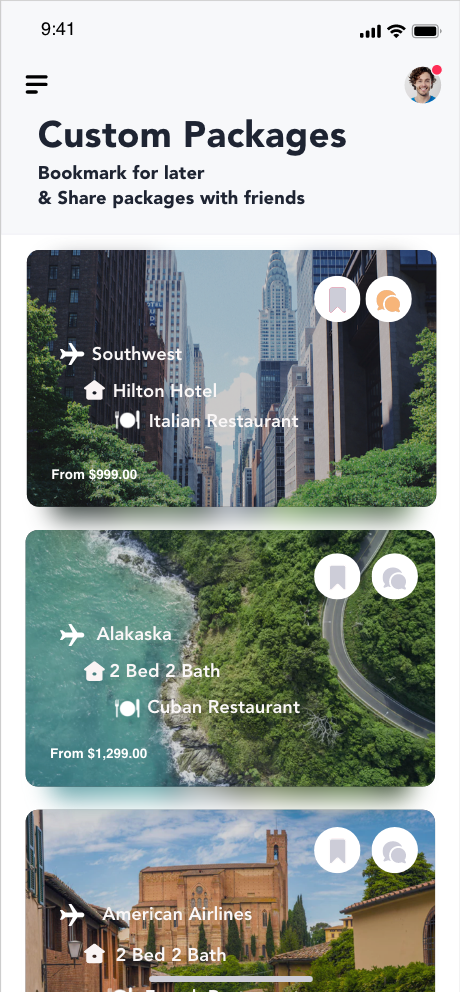 9:41
Custom Packages
Bookmark for later
& Share packages with friends
Southwest
Hilton Hotel
Italian Restaurant
From $999.00
Alakaska
2 Bed 2 Bath
Cuban Restaurant
From $1,299.00
American Airlines
2 Bed 2 Bath